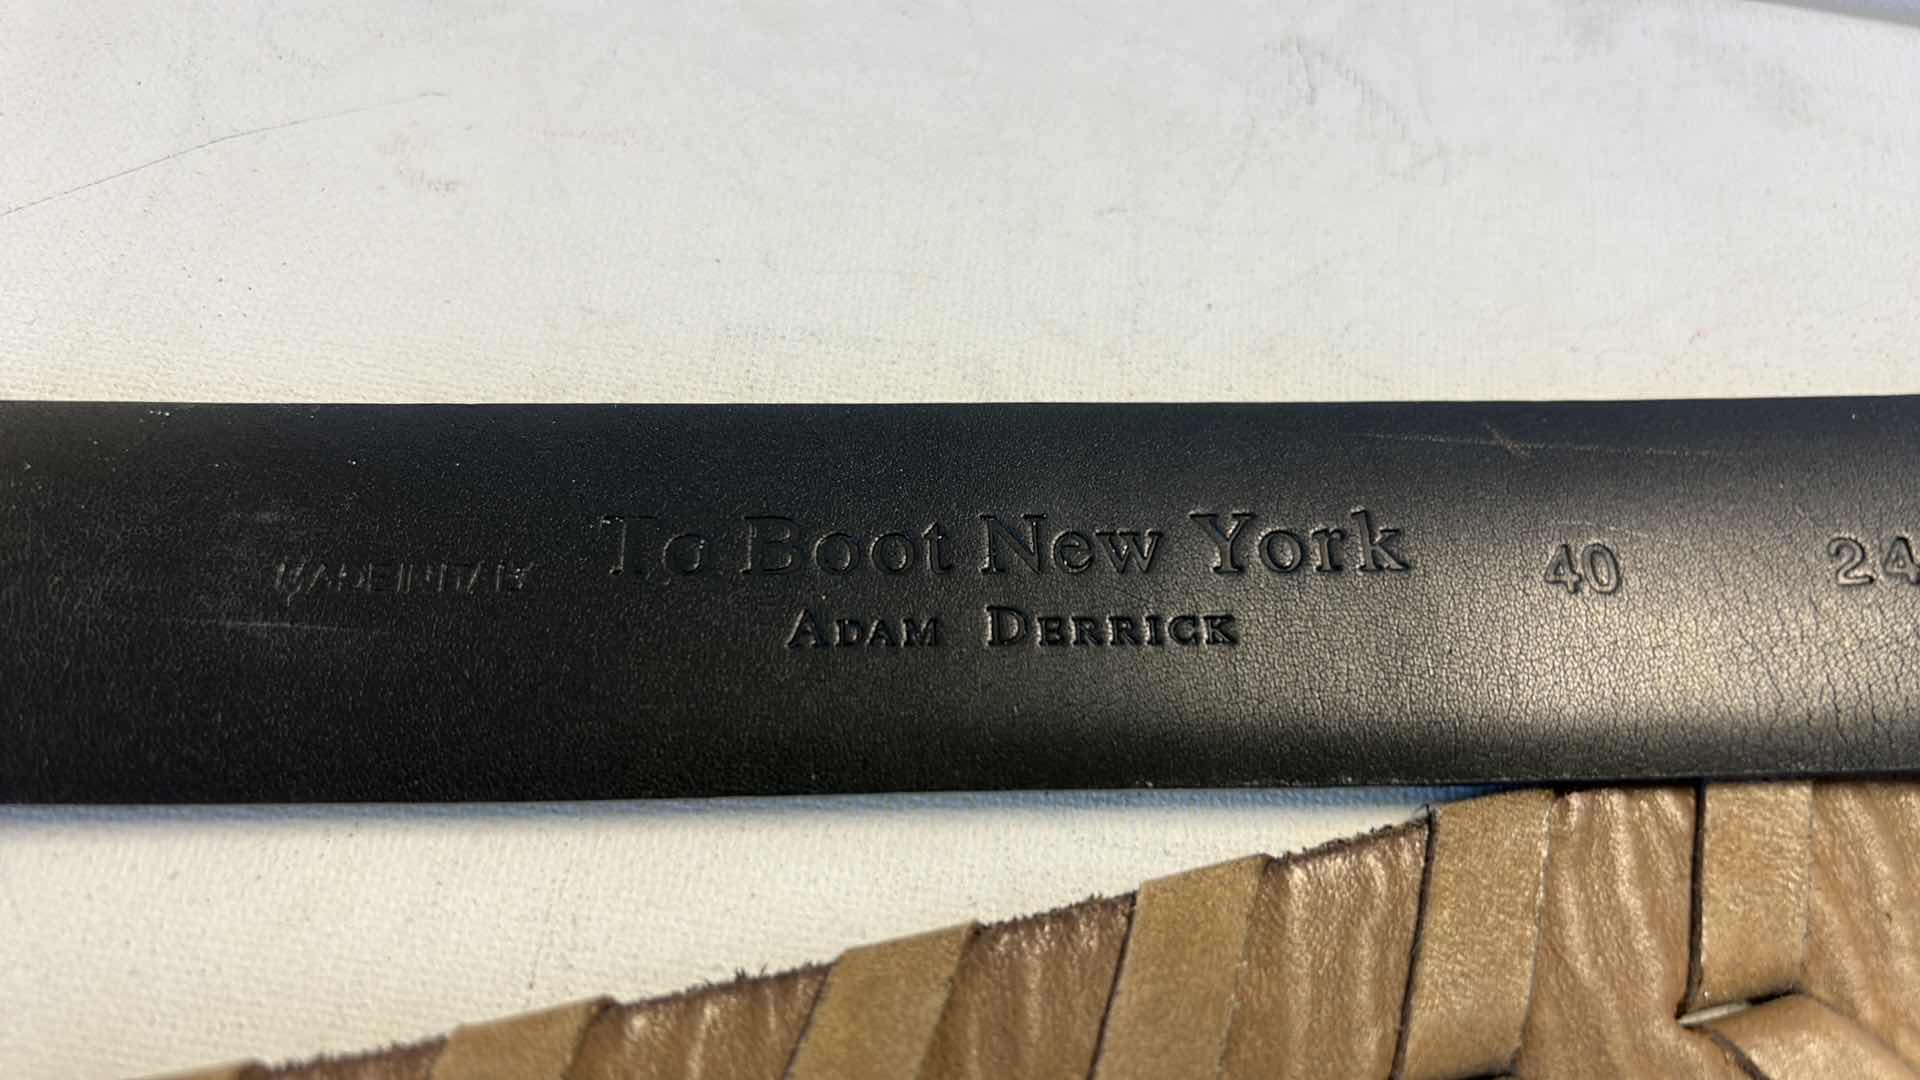 MADE IN ITALY
To Boot New York
ADAM DERRICK
40
24